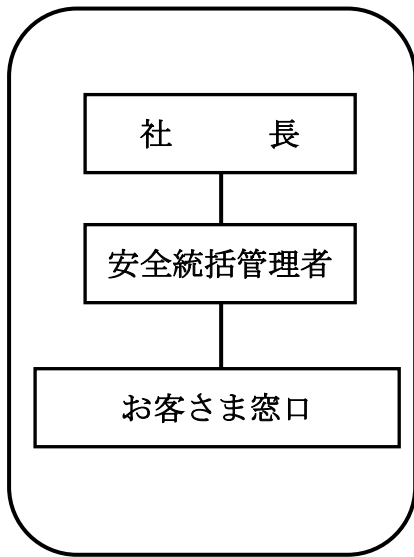 社　　　長
安全統括管理者
お客さま窓口